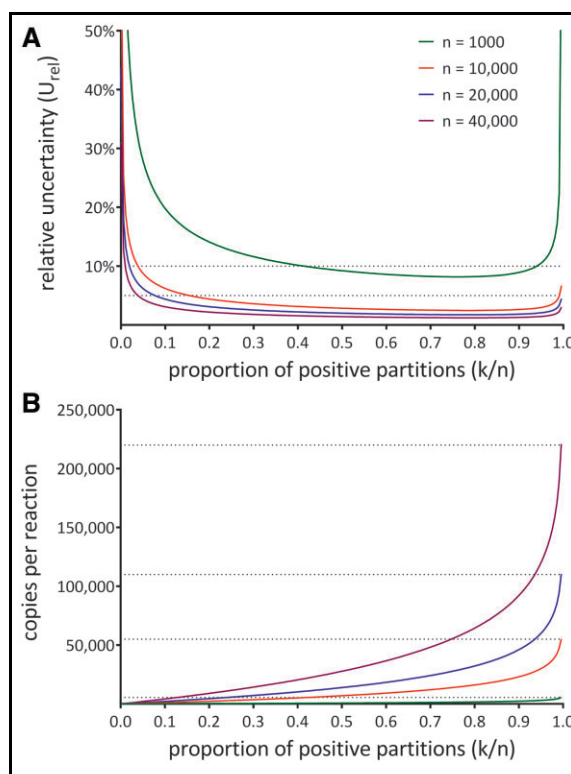 A
50%
40%
30%
20%
10%
relative uncertainty (Urel)
n = 1000
n = 10,000
n = 20,000
n = 40,000
0.0 0.1 0.2 0.3 0.4 0.5 0.6 0.7 0.8 0.9 1.0
proportion of positive partitions (k/n)
B
250,000
200,000
150,000
100,000
50,000
copies per reaction
0.0 0.1 0.2 0.3 0.4 0.5 0.6 0.7 0.8 0.9 1.0
proportion of positive partitions (k/n)